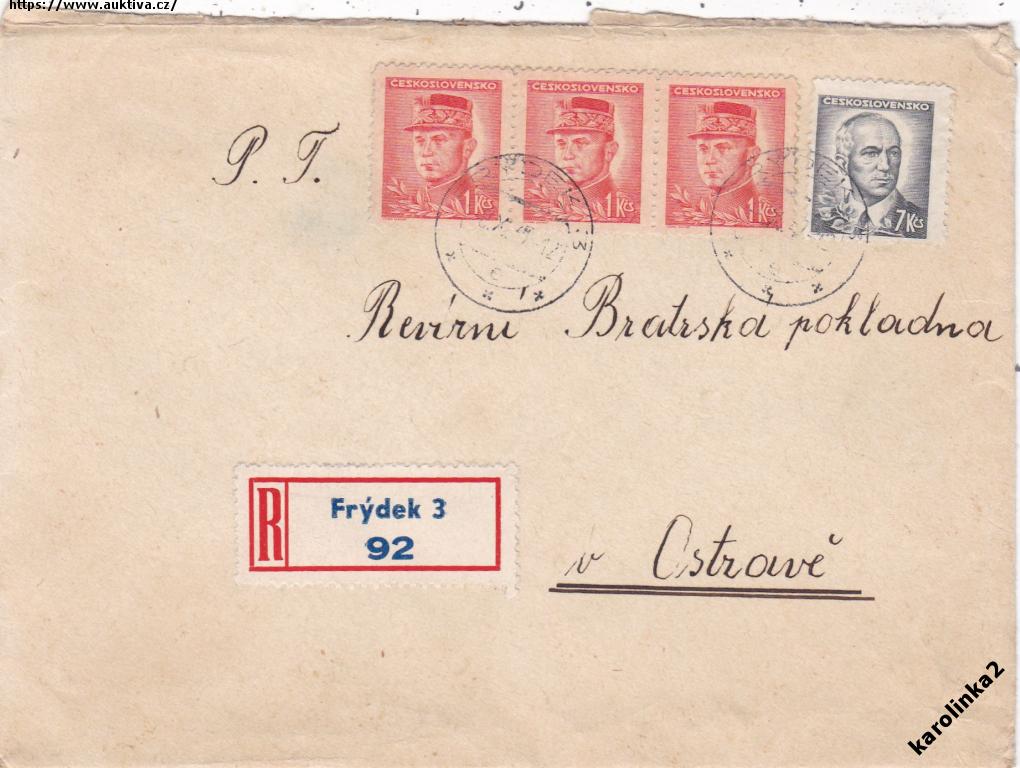 https://www.auktiva.cz/
ČESKOSLOVENSKO ČESKOSLOVENSKO ČESKOSLOVENSKO ČESKOSLOVENSKO
1 Kčs 1 Kčs 1 Kčs 7 Kčs
P. T.
Revírní Bratrska pokladna
R Frýdek 3
92
v Ostravě
karolinka2